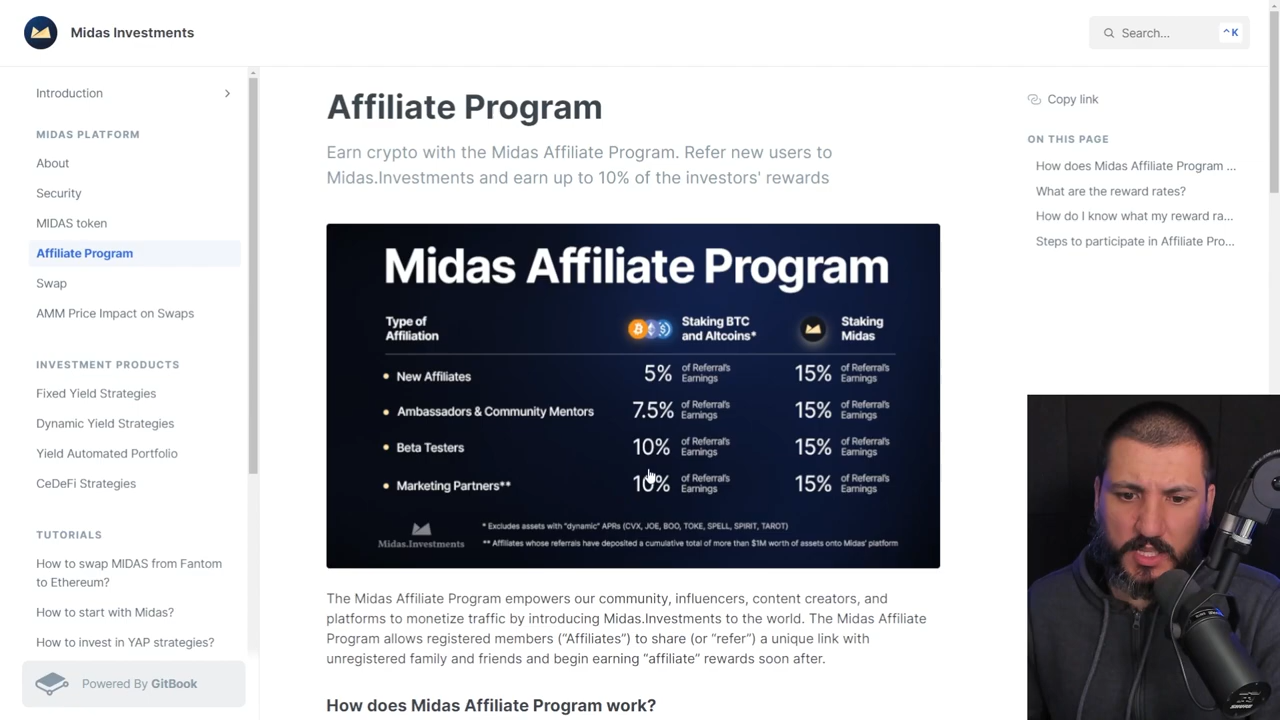 Midas Investments
Search...
^K
Introduction
MIDAS PLATFORM
About
Security
MIDAS token
Affiliate Program
Swap
AMM Price Impact on Swaps
INVESTMENT PRODUCTS
Fixed Yield Strategies
Dynamic Yield Strategies
Yield Automated Portfolio
CeDeFi Strategies
TUTORIALS
How to swap MIDAS from Fantom
to Ethereum?
How to start with Midas?
How to invest in YAP strategies?
Powered By GitBook
Affiliate Program
Earn crypto with the Midas Affiliate Program. Refer new users to
Midas.Investments and earn up to 10% of the investors' rewards
Midas Affiliate Program
Type of
Affiliation
Staking BTC
and Altcoins*
Staking
Midas
New Affiliates
5% of Referral's
Earnings
15% of Referral's
Earnings
Ambassadors & Community Mentors
7.5% of Referral's
Earnings
15% of Referral's
Earnings
Beta Testers
10% of Referral's
Earnings
15% of Referral's
Earnings
Marketing Partners**
10% of Referral's
Earnings
15% of Referral's
Earnings
Midas.Investments
* Excludes assets with "dynamic" APRs (CVX, JOE, BOO, TOKE, SPELL, SPIRIT, TAROT)
** Affiliates whose referrals have deposited a cumulative total of more than $1M worth of assets onto Midas' platform
The Midas Affiliate Program empowers our community, influencers, content creators, and
platforms to monetize traffic by introducing Midas.Investments to the world. The Midas Affiliate
Program allows registered members (“Affiliates”) to share (or “refer”) a unique link with
unregistered family and friends and begin earning “affiliate” rewards soon after.
How does Midas Affiliate Program work?
Copy link
ON THIS PAGE
How does Midas Affiliate Program ...
What are the reward rates?
How do I know what my reward ra...
Steps to participate in Affiliate Pro...